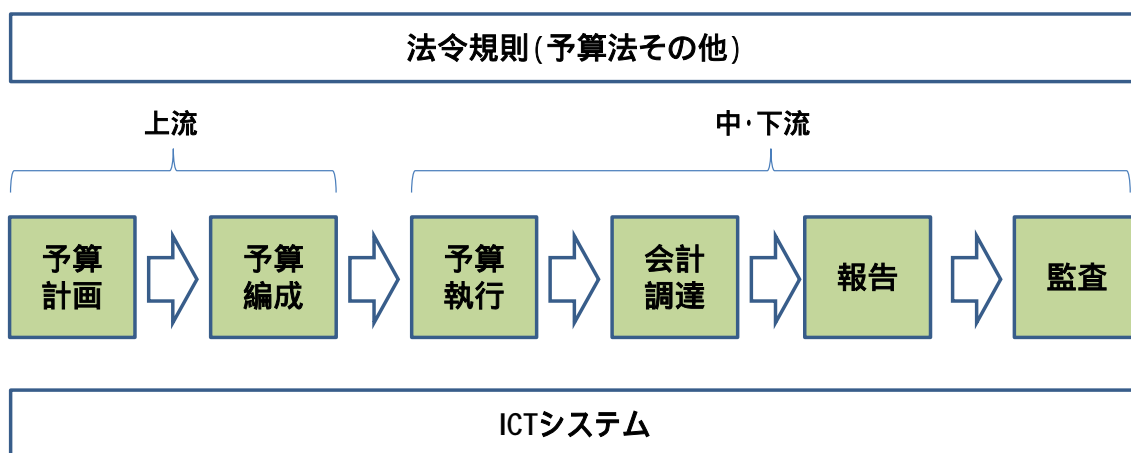 法令規則(予算法その他)
上流
中・下流
予算
計画
予算
編成
予算
執行
会計
調達
報告
監査
ICTシステム